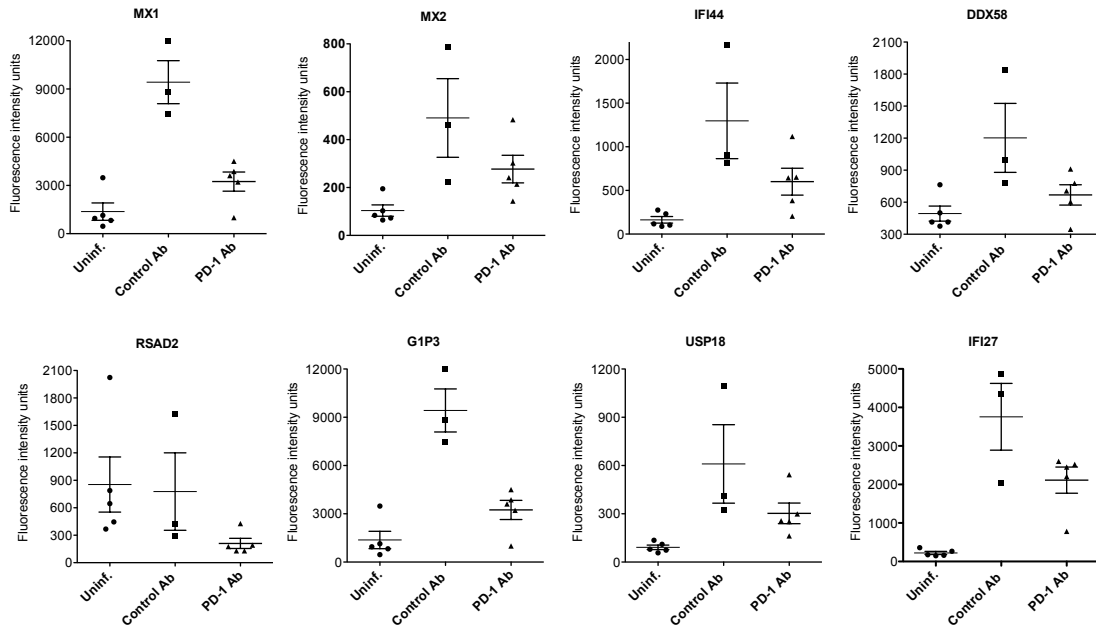 MX1
Fluorescence intensity units
12000
9000
6000
3000
0
Uninf.
Control Ab
PD-1 Ab
MX2
Fluorescence intensity units
800
600
400
200
0
Uninf.
Control Ab
PD-1 Ab
IFI44
Fluorescence intensity units
2000
1500
1000
500
0
Uninf.
Control Ab
PD-1 Ab
DDX58
Fluorescence intensity units
2100
1800
1500
1200
900
600
300
Uninf.
Control Ab
PD-1 Ab
RSAD2
Fluorescence intensity units
2100
1800
1500
1200
900
600
300
0
Uninf.
Control Ab
PD-1 Ab
G1P3
Fluorescence intensity units
12000
9000
6000
3000
0
Uninf.
Control Ab
PD-1 Ab
USP18
Fluorescence intensity units
1200
900
600
300
0
Uninf.
Control Ab
PD-1 Ab
IFI27
Fluorescence intensity units
5000
4000
3000
2000
1000
0
Uninf.
Control Ab
PD-1 Ab